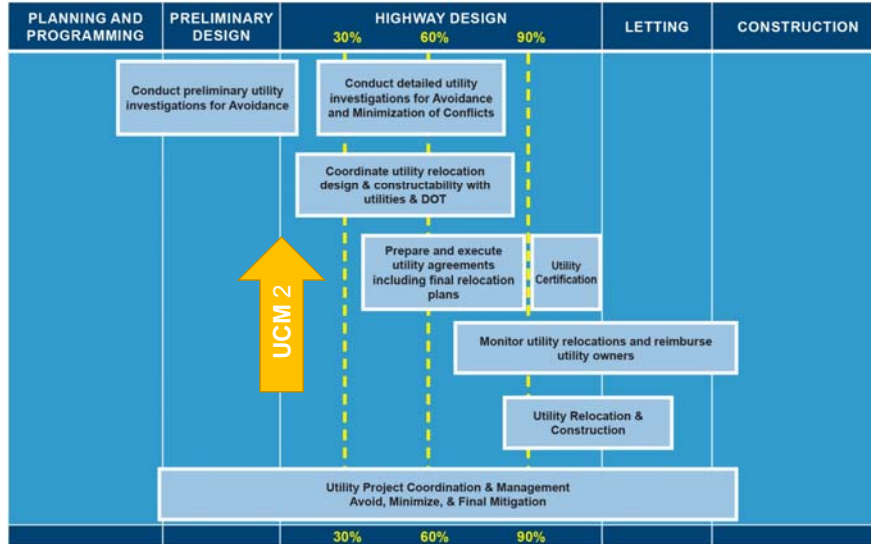 PLANNING AND
PROGRAMMING
PRELIMINARY
DESIGN
HIGHWAY DESIGN
30% 60% 90%
LETTING
CONSTRUCTION
Conduct preliminary utility
investigations for Avoidance
Conduct detailed utility
investigations for Avoidance
and Minimization of Conflicts
Coordinate utility relocation
design & constructability with
utilities & DOT
Prepare and execute
utility agreements
including final relocation
plans
Utility
Certification
UCM 2
Monitor utility relocations and reimburse
utility owners
Utility Relocation &
Construction
Utility Project Coordination & Management
Avoid, Minimize, & Final Mitigation
30% 60% 90%